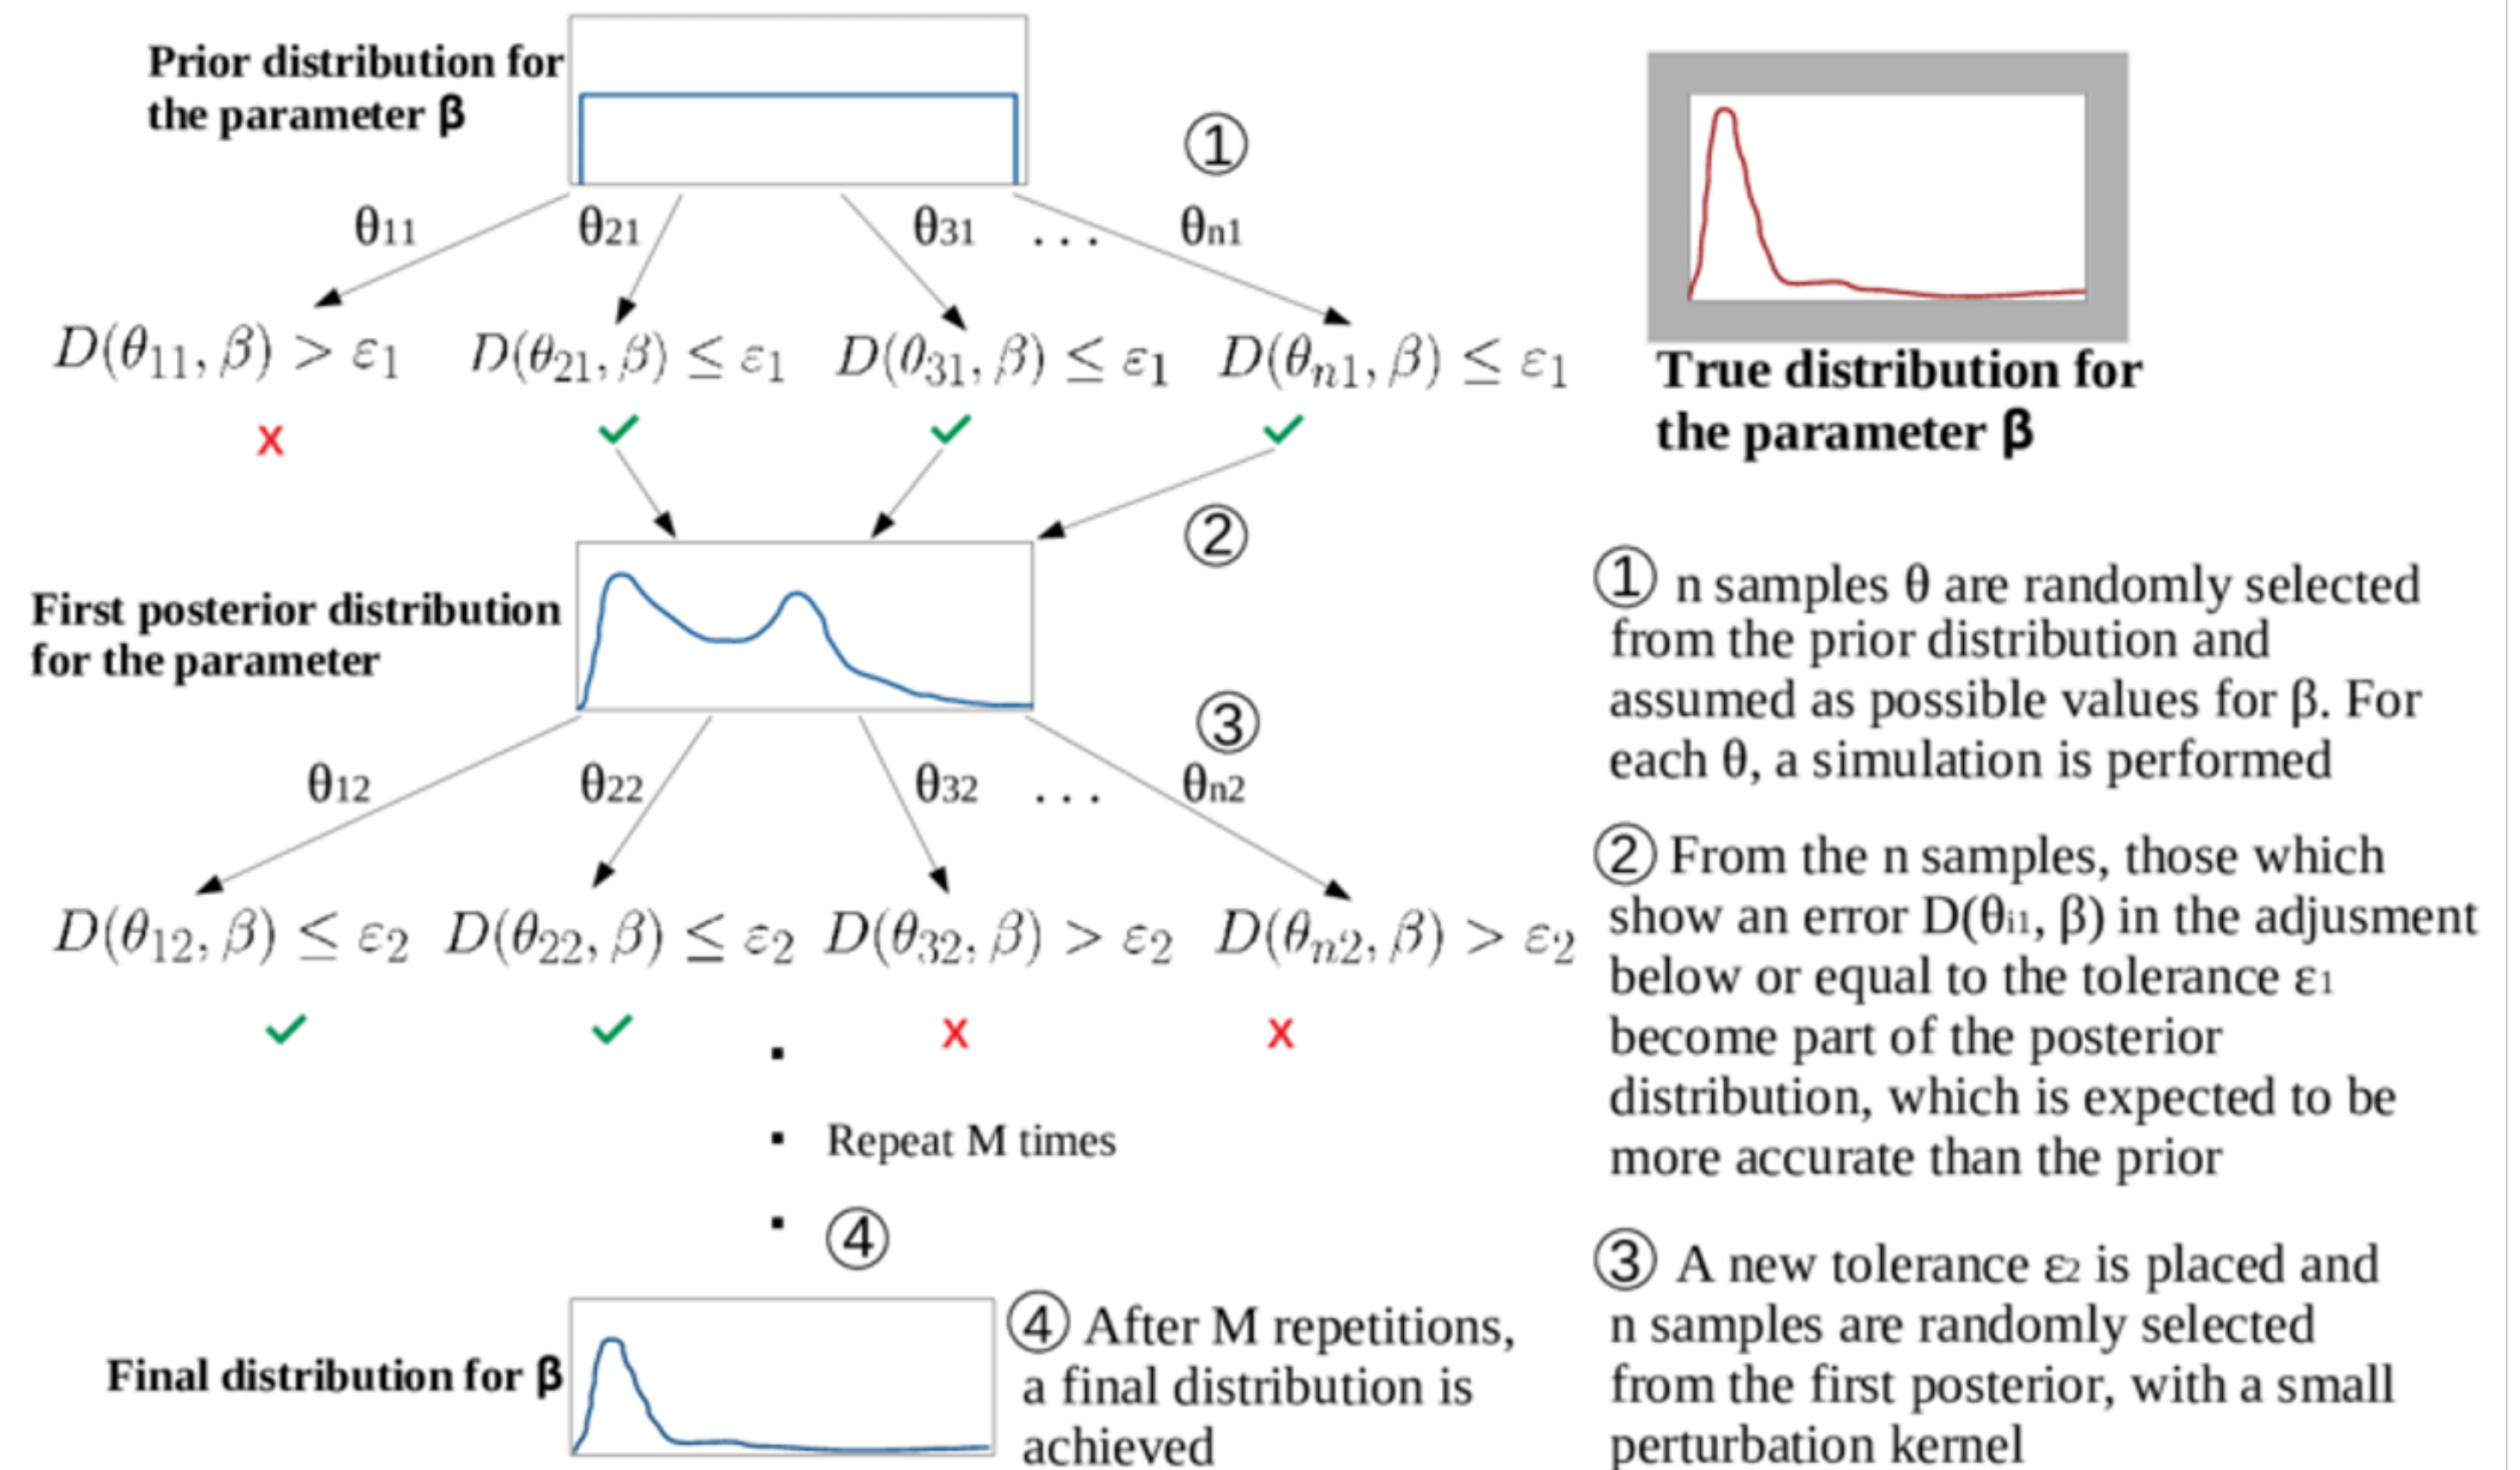 Prior distribution for
the parameter β
①
θ11 θ21 θ31 ... θn1
D(θ11, β) > ε1 D(θ21, β) ≤ ε1 D(θ31, β) ≤ ε1 D(θn1, β) ≤ ε1
x ✓ ✓ ✓
②
First posterior distribution
for the parameter
③
θ12 θ22 θ32 ... θn2
D(θ12, β) ≤ ε2 D(θ22, β) ≤ ε2 D(θ32, β) > ε2 D(θn2, β) > ε2
✓ ✓ x x
Repeat M times
④
Final distribution for β
④ After M repetitions,
a final distribution is
achieved
True distribution for
the parameter β
① n samples θ are randomly selected
from the prior distribution and
assumed as possible values for β. For
each θ, a simulation is performed
② From the n samples, those which
show an error D(θi1, β) in the adjusment
below or equal to the tolerance ε1
become part of the posterior
distribution, which is expected to be
more accurate than the prior
③ A new tolerance ε2 is placed and
n samples are randomly selected
from the first posterior, with a small
perturbation kernel